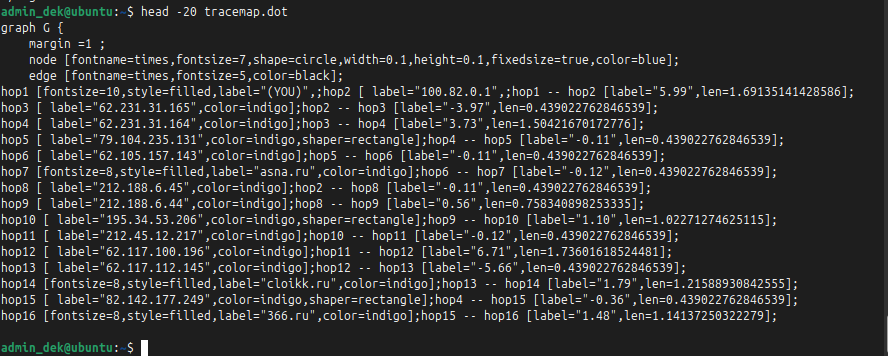 admin_dek@ubuntu:~$ head -20 tracemap.dot
graph G {
    margin =1 ;
    node [fontname=times,fontsize=7,shape=circle,width=0.1,height=0.1,fixedsize=true,color=blue];
    edge [fontname=times,fontsize=5,color=black];
hop1 [fontsize=10,style=filled,label="(YOU)",;hop2 [ label="100.82.0.1",;hop1 -- hop2 [label="5.99",len=1.69135141428586];
hop3 [ label="62.231.31.165",color=indigo];hop2 -- hop3 [label="-3.97",len=0.439022762846539];
hop4 [ label="62.231.31.164",color=indigo];hop3 -- hop4 [label="3.73",len=1.50421670172776];
hop5 [ label="79.104.235.131",color=indigo,shaper=rectangle];hop4 -- hop5 [label="-0.11",len=0.439022762846539];
hop6 [ label="62.105.157.143",color=indigo];hop5 -- hop6 [label="-0.11",len=0.439022762846539];
hop7 [fontsize=8,style=filled,label="asna.ru",color=indigo];hop6 -- hop7 [label="-0.12",len=0.439022762846539];
hop8 [ label="212.188.6.45",color=indigo];hop2 -- hop8 [label="-0.11",len=0.439022762846539];
hop9 [ label="212.188.6.44",color=indigo];hop8 -- hop9 [label="0.56",len=0.758340898253335];
hop10 [ label="195.34.53.206",color=indigo,shaper=rectangle];hop9 -- hop10 [label="1.10",len=1.02271274625115];
hop11 [ label="212.45.12.217",color=indigo];hop10 -- hop11 [label="-0.12",len=0.439022762846539];
hop12 [ label="62.117.100.196",color=indigo];hop11 -- hop12 [label="6.71",len=1.73601618524481];
hop13 [ label="62.117.112.145",color=indigo];hop12 -- hop13 [label="-5.66",len=0.439022762846539];
hop14 [fontsize=8,style=filled,label="cloikk.ru",color=indigo];hop13 -- hop14 [label="1.79",len=1.21588930842555];
hop15 [ label="82.142.177.249",color=indigo,shaper=rectangle];hop4 -- hop15 [label="-0.36",len=0.439022762846539];
hop16 [fontsize=8,style=filled,label="366.ru",color=indigo];hop15 -- hop16 [label="1.48",len=1.14137250322279];
admin_dek@ubuntu:~$